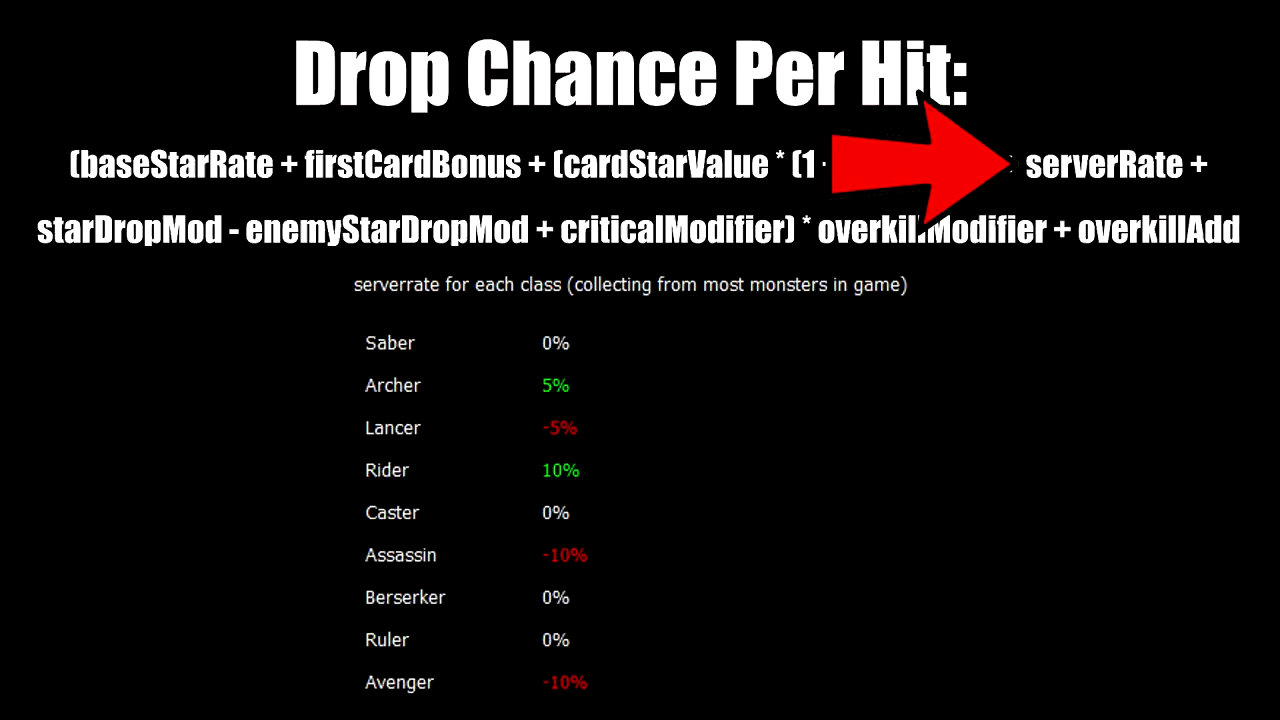 Drop Chance Per Hit:
(baseStarRate + firstCardBonus + (cardStarValue * (1 serverRate +
starDropMod - enemyStarDropMod + criticalModifier) * overkillModifier + overkillAdd
serverrate for each class (collecting from most monsters in game)
Saber 0%
Archer 5%
Lancer -5%
Rider 10%
Caster 0%
Assassin -10%
Berserker 0%
Ruler 0%
Avenger -10%